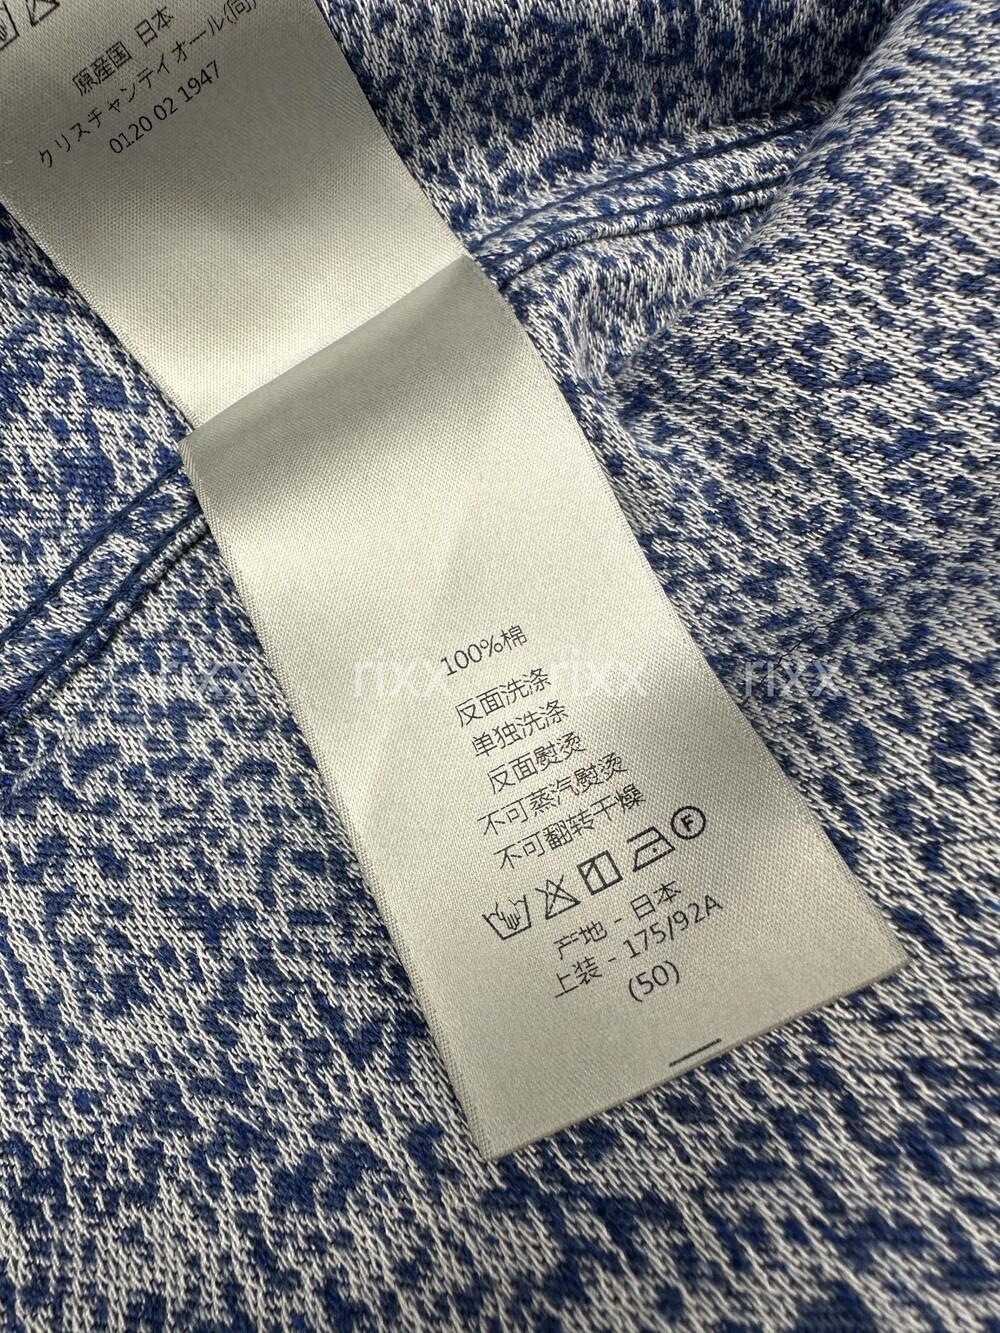 原産国 日本
クリスチャンディオール(同)
0120 02 1947
100%棉
反面洗涤
单独洗涤
反面熨烫
不可蒸汽熨烫
不可翻转干燥
F
产地 - 日本
上装 - 175/92A
(50)
rixx rixx rixx rixx